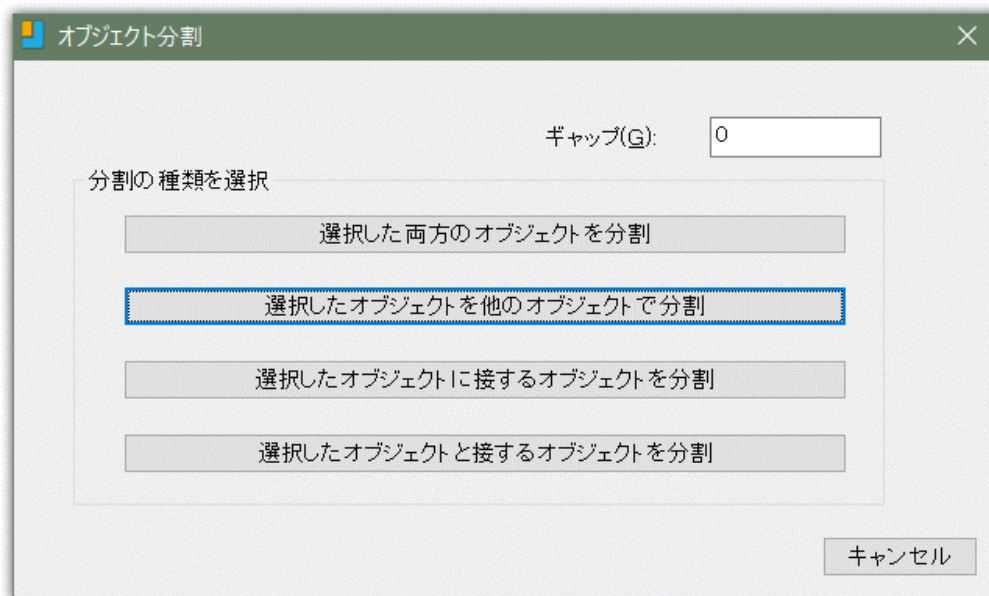 オブジェクト分割
ギャップ(G): 0
分割の種類を選択
選択した両方のオブジェクトを分割
選択したオブジェクトを他のオブジェクトで分割
選択したオブジェクトに接するオブジェクトを分割
選択したオブジェクトと接するオブジェクトを分割
キャンセル